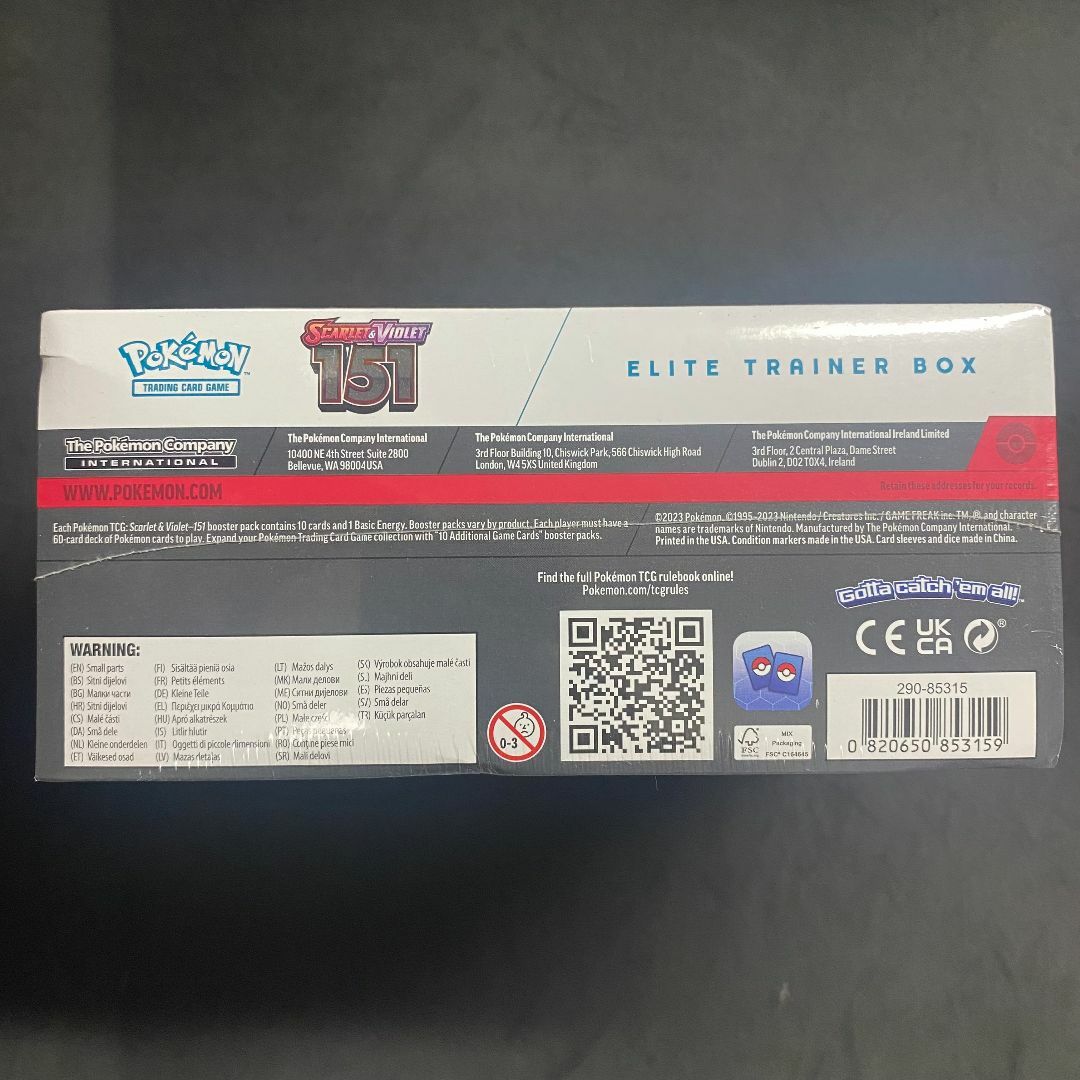 POKéMON™
TRADING CARD GAME
SCARLET & VIOLET
151
ELITE TRAINER BOX
The Pokémon Company
INTERNATIONAL
The Pokémon Company International
10400 NE 4th Street Suite 2800
Bellevue, WA 98004 USA
The Pokémon Company International
3rd Floor Building 10, Chiswick Park, 566 Chiswick High Road
London, W4 5XS United Kingdom
The Pokémon Company International Ireland Limited
3rd Floor, 2 Central Plaza, Dame Street
Dublin 2, D02 T0X4, Ireland
WWW.POKEMON.COM
Retain these addresses for your records.
Each Pokémon TCG: Scarlet & Violet–151 booster pack contains 10 cards and 1 Basic Energy. Booster packs vary by product. Each player must have a
60-card deck of Pokémon cards to play. Expand your Pokémon Trading Card Game collection with "10 Additional Game Cards" booster packs.
©2023 Pokémon. ©1995–2023 Nintendo / Creatures Inc. / GAME FREAK inc. TM, ® and character
names are trademarks of Nintendo. Manufactured by The Pokémon Company International.
Printed in the USA. Condition markers made in the USA. Card sleeves and dice made in China.
Find the full Pokémon TCG rulebook online!
Pokemon.com/tcgrules
Gotta catch 'em all!™
CE UK CA ®
WARNING:
(EN) Small parts
(BS) Sitni dijelovi
(BG) Малки части
(HR) Sitni dijelovi
(CS) Malé části
(DA) Små dele
(NL) Kleine onderdelen
(ET) Väikesed osad
(FI) Sisältää pieniä osia
(FR) Petits éléments
(DE) Kleine Teile
(EL) Περιέχει μικρά Κομμάτια
(HU) Apró alkatrészek
(IS) Litlir hlutir
(IT) Oggetti di piccole dimensioni
(LV) Mazas detaļas
(LT) Mažos dalys
(MK) Мали делови
(ME) Ситни дијелови
(NO) Små deler
(PL) Małe części
(PT) Peças pequenas
(RO) Conține piese mici
(SR) Mali delovi
(SK) Výrobok obsahuje malé časti
(SL) Majhni deli
(ES) Piezas pequeñas
(SV) Små delar
(TR) Küçük parçalan
0-3
FSC
www.fsc.org
MIX
Packaging
FSC® C164645
290-85315
0 820650 853159